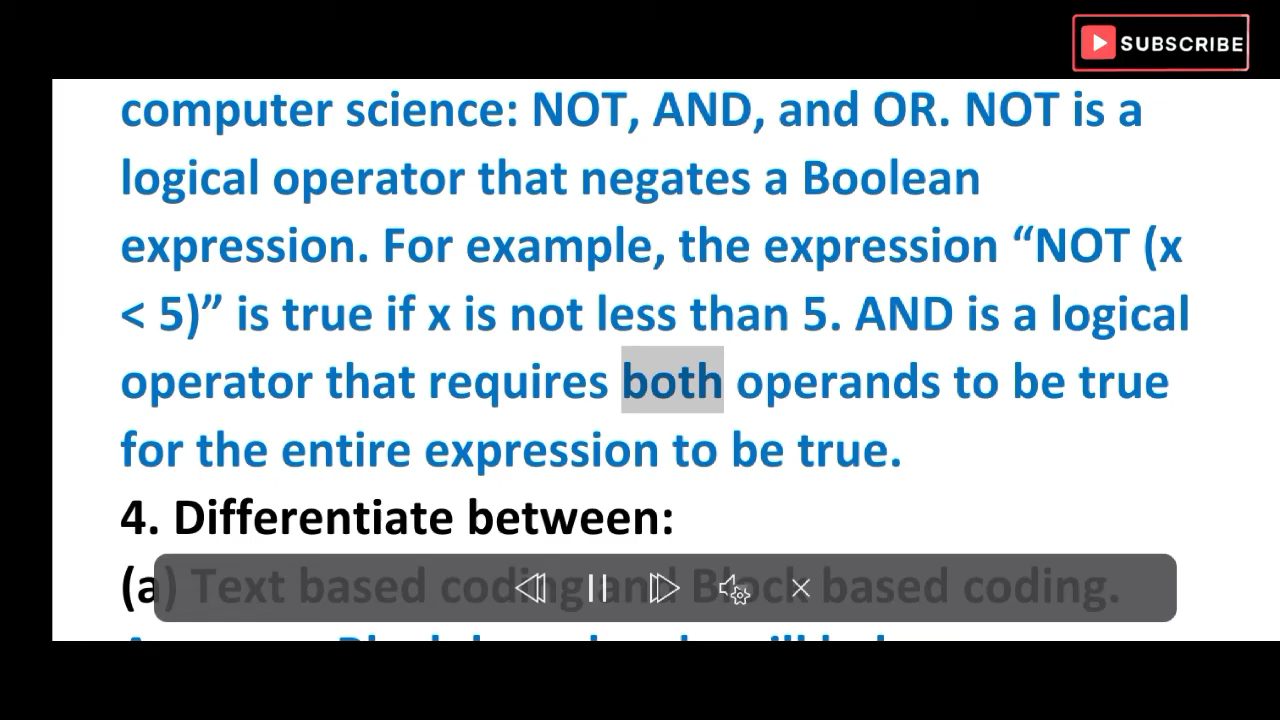 SUBSCRIBE
computer science: NOT, AND, and OR. NOT is a
logical operator that negates a Boolean
expression. For example, the expression “NOT (x
< 5)” is true if x is not less than 5. AND is a logical
operator that requires both operands to be true
for the entire expression to be true.
4. Differentiate between:
(a) Text based coding and Block based coding.